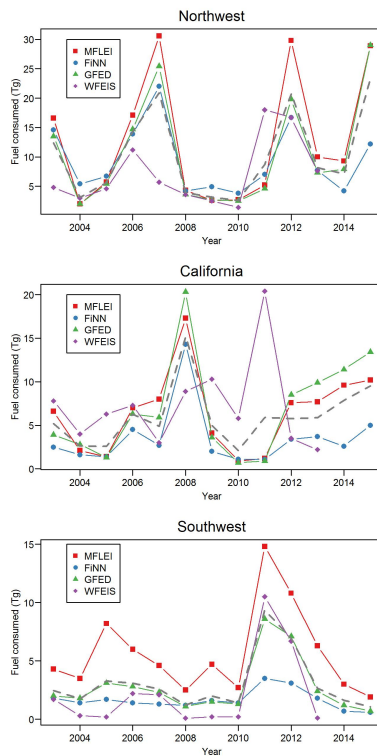 Northwest
MFLEI
FiNN
GFED
WFEIS
Fuel consumed (Tg)
30
25
20
15
10
5
2004 2006 2008 2010 2012 2014
Year
California
MFLEI
FiNN
GFED
WFEIS
Fuel consumed (Tg)
20
15
10
5
0
2004 2006 2008 2010 2012 2014
Year
Southwest
MFLEI
FiNN
GFED
WFEIS
Fuel consumed (Tg)
15
10
5
0
2004 2006 2008 2010 2012 2014
Year